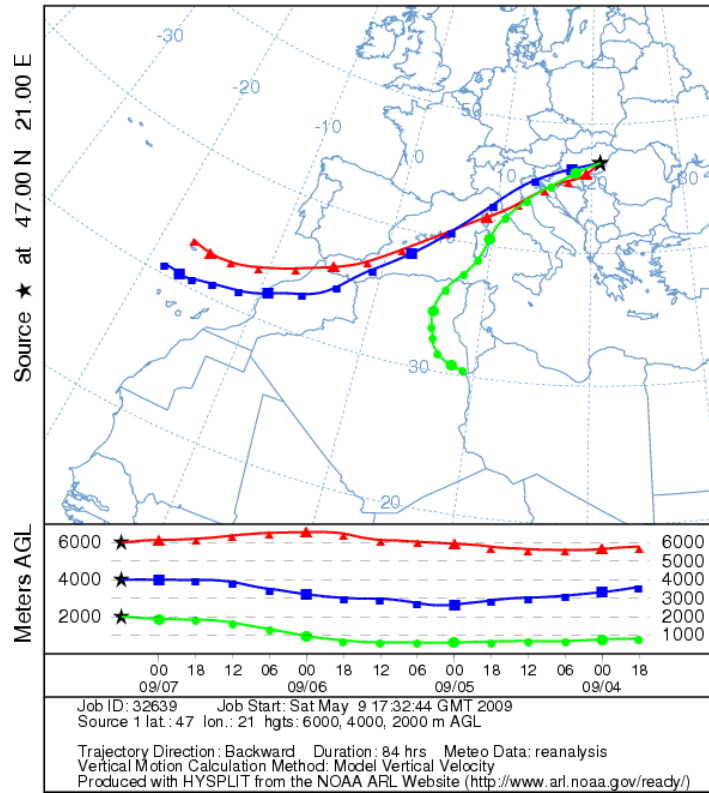 Source ★ at 47.00 N 21.00 E
-30
-20
-10
0
10
20
30
50
40
30
20
Meters AGL
6000
4000
2000
6000
5000
4000
3000
2000
1000
00 18 12 06 00 18 12 06 00 18 12 06 00 18
09/07 09/06 09/05 09/04
Job ID: 32639 Job Start: Sat May 9 17:32:44 GMT 2009
Source 1 lat.: 47 lon.: 21 hgts: 6000, 4000, 2000 m AGL
Trajectory Direction: Backward Duration: 84 hrs Meteo Data: reanalysis
Vertical Motion Calculation Method: Model Vertical Velocity
Produced with HYSPLIT from the NOAA ARL Website (http://www.arl.noaa.gov/ready/)